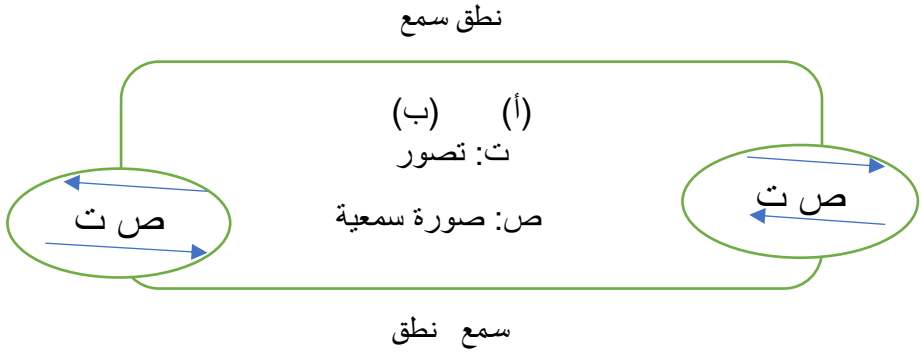 نطق سمع
(أ) (ب)
ت: تصور
ص ت
ص ت
ص: صورة سمعية
سمع نطق